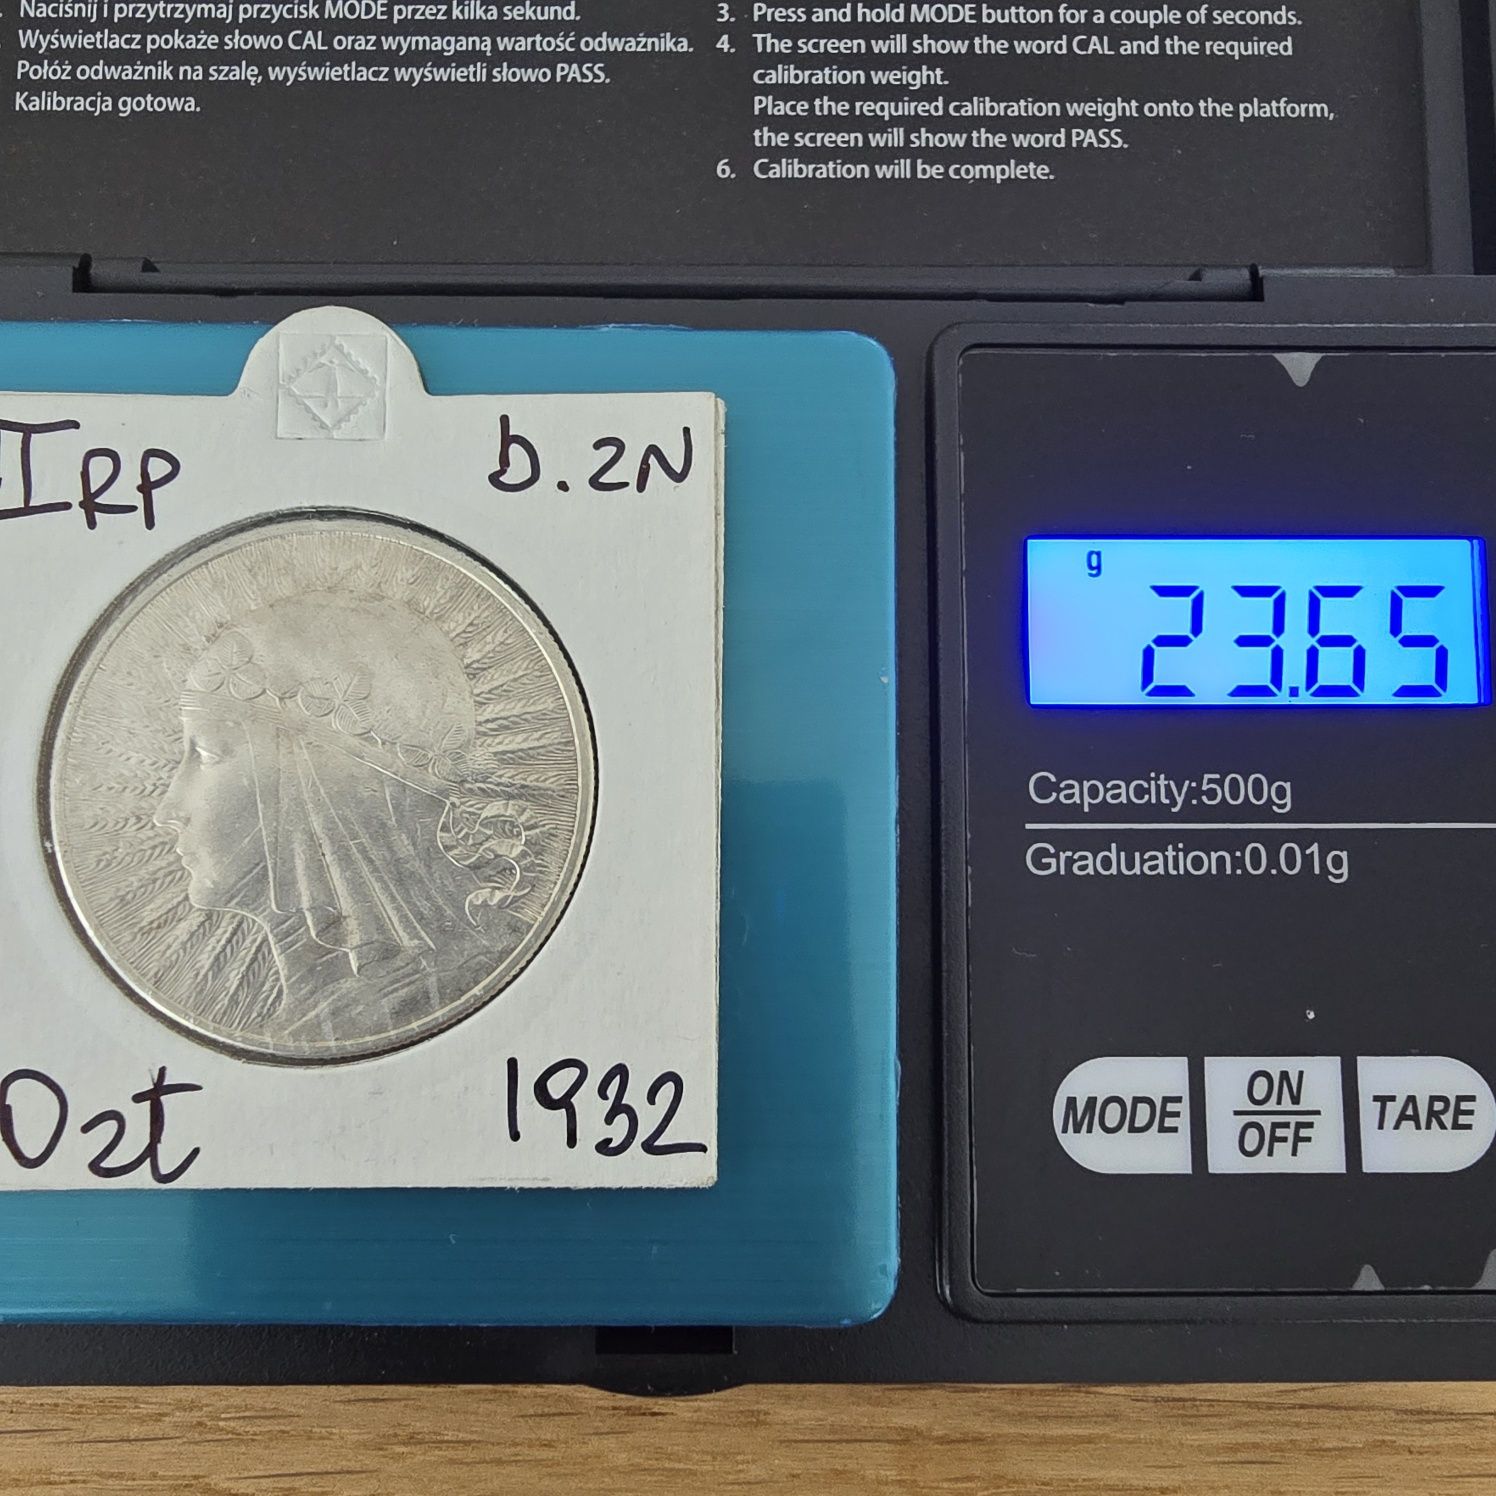 Naciśnij i przytrzymaj przycisk MODE przez kilka sekund.
Wyświetlacz pokaże słowo CAL oraz wymaganą wartość odważnika.
Połóż odważnik na szalę, wyświetlacz wyświetli słowo PASS.
Kalibracja gotowa.
3. Press and hold MODE button for a couple of seconds.
4. The screen will show the word CAL and the required
calibration weight.
Place the required calibration weight onto the platform,
the screen will show the word PASS.
6. Calibration will be complete.
IRP b.2N
0zł 1932
g
23.65
Capacity:500g
Graduation:0.01g
MODE
ON
OFF
TARE